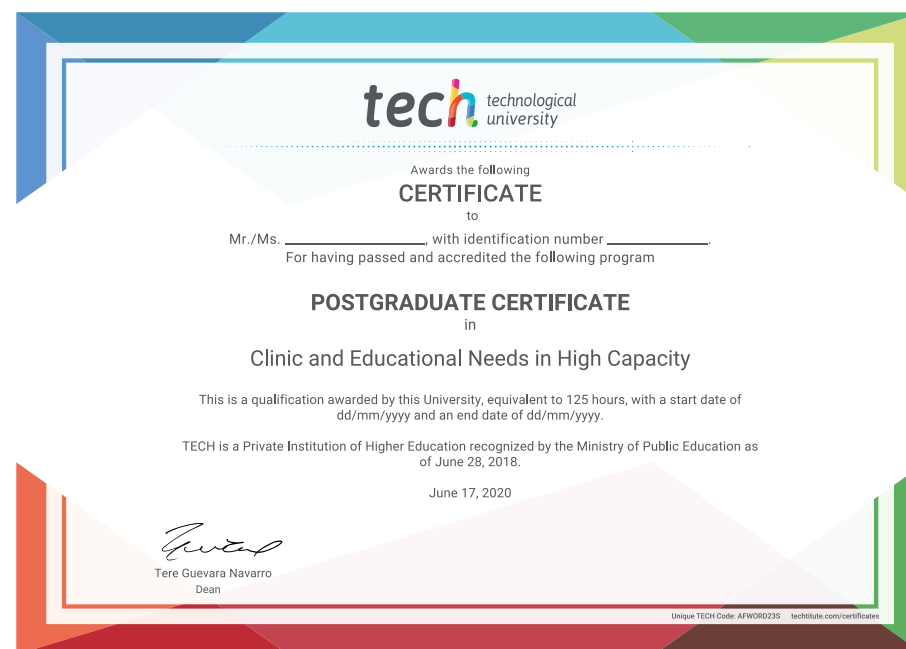 tech technological
university
Awards the following
CERTIFICATE
to
Mr./Ms. ____________________, with identification number ______________.
For having passed and accredited the following program
POSTGRADUATE CERTIFICATE
in
Clinic and Educational Needs in High Capacity
This is a qualification awarded by this University, equivalent to 125 hours, with a start date of
dd/mm/yyyy and an end date of dd/mm/yyyy.
TECH is a Private Institution of Higher Education recognized by the Ministry of Public Education as
of June 28, 2018.
June 17, 2020
Tere Guevara Navarro
Dean
Unique TECH Code: AFWORD23S techtitute.com/certificates